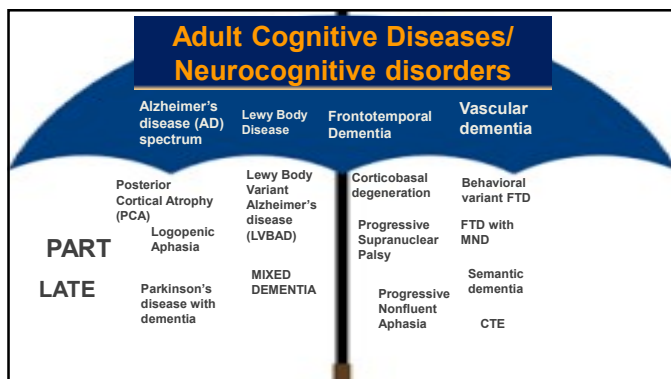 Adult Cognitive Diseases/
Neurocognitive disorders
Alzheimer's
disease (AD)
spectrum
Lewy Body
Disease
Frontotemporal
Dementia
Vascular
dementia
Posterior
Cortical Atrophy
(PCA)
Logopenic
Aphasia
PART
LATE
Parkinson's
disease with
dementia
Lewy Body
Variant
Alzheimer's
disease
(LVBAD)
MIXED
DEMENTIA
Corticobasal
degeneration
Progressive
Supranuclear
Palsy
Progressive
Nonfluent
Aphasia
Behavioral
variant FTD
FTD with
MND
Semantic
dementia
CTE